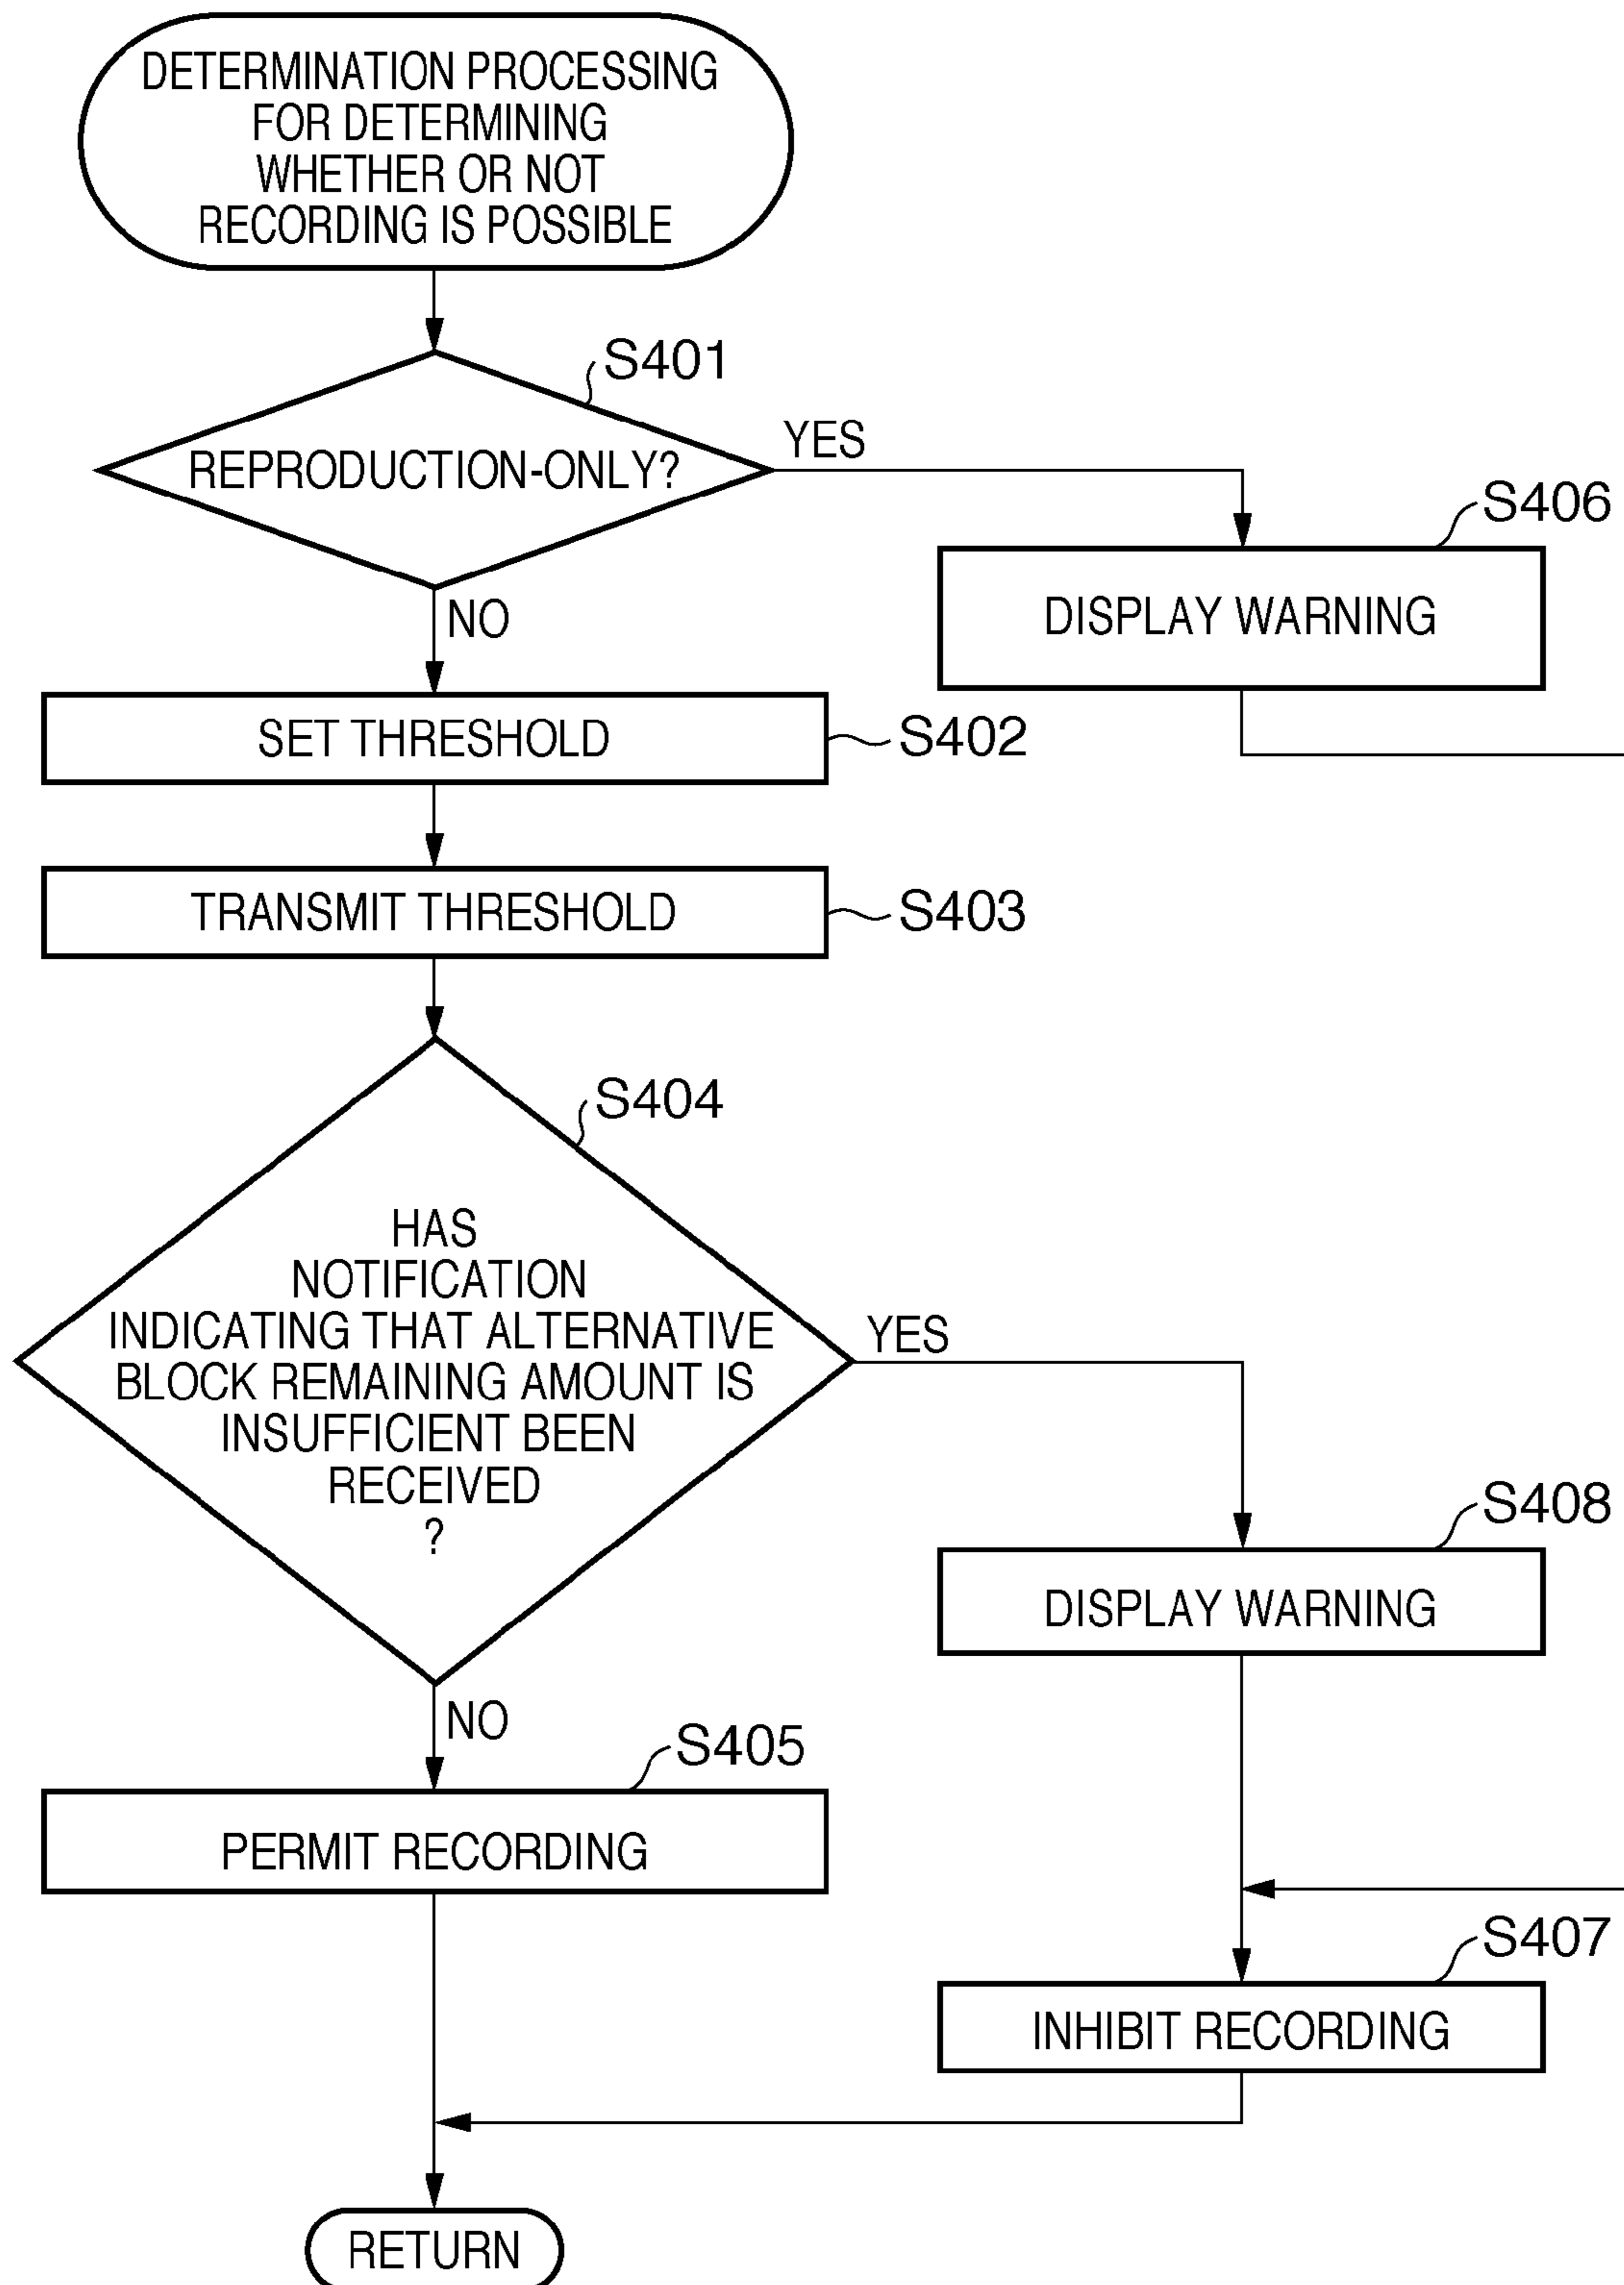 DETERMINATION PROCESSING
FOR DETERMINING
WHETHER OR NOT
RECORDING IS POSSIBLE
S401
REPRODUCTION-ONLY?
YES
NO
S406
DISPLAY WARNING
SET THRESHOLD
S402
TRANSMIT THRESHOLD
S403
S404
HAS
NOTIFICATION
INDICATING THAT ALTERNATIVE
BLOCK REMAINING AMOUNT IS
INSUFFICIENT BEEN
RECEIVED
?
YES
NO
S408
DISPLAY WARNING
S405
PERMIT RECORDING
S407
INHIBIT RECORDING
RETURN